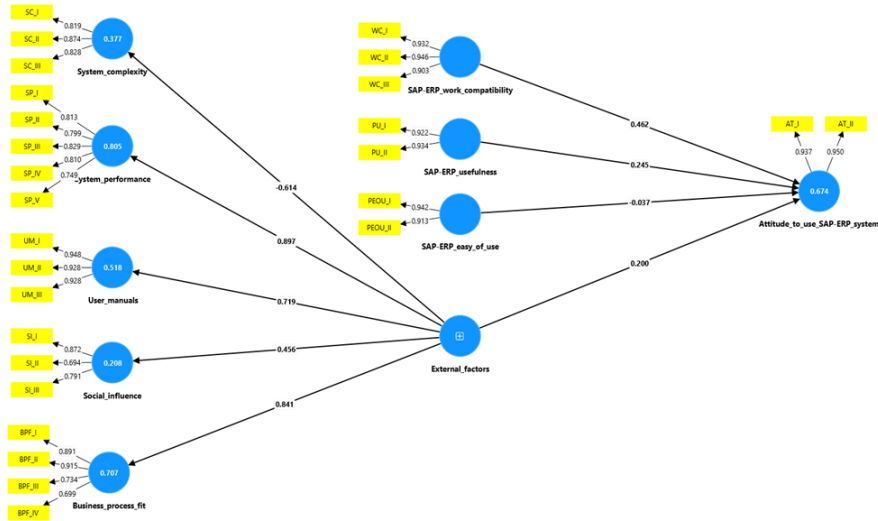 SC_I
0.819
SC_II
0.874
SC_III
0.828
0.377
System_complexity
SP_I
0.813
SP_II
0.799
SP_III
0.829
SP_IV
0.810
SP_V
0.749
0.805
ystem_performance
UM_I
0.948
UM_II
0.928
UM_III
0.928
0.518
User_manuals
SI_I
0.872
SI_II
0.694
SI_III
0.791
0.208
Social_influence
BPF_I
0.891
BPF_II
0.915
BPF_III
0.734
BPF_IV
0.699
0.707
Business_process_fit
-0.614
0.897
0.719
0.456
0.841
External_factors
WC_I
0.932
WC_II
0.946
WC_III
0.903
SAP-ERP_work_compatibility
PU_I
0.922
PU_II
0.934
SAP-ERP_usefulness
PEOU_I
0.942
PEOU_II
0.913
SAP-ERP_easy_of_use
0.462
0.245
-0.037
0.200
AT_I
AT_II
0.937
0.950
0.674
Attitude_to_use_SAP-ERP_system